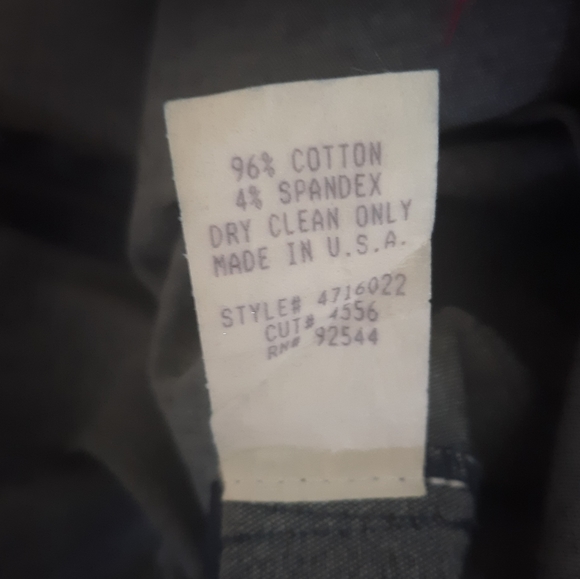 96% COTTON
4% SPANDEX
DRY CLEAN ONLY
MADE IN U.S.A.
STYLE# 4716022
CUT# 4556
RN# 92544